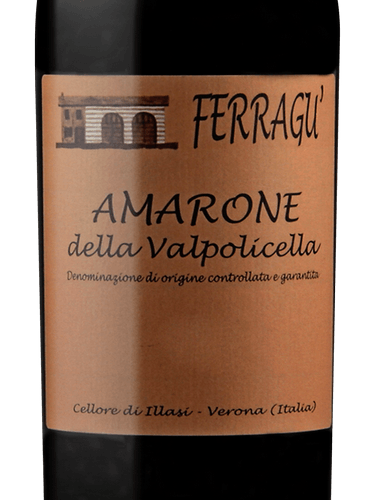 FERRAGU'
AMARONE
della Valpolicella
Denominazione di origine controllata e garantita
Cellore di Illasi - Verona (Italia)